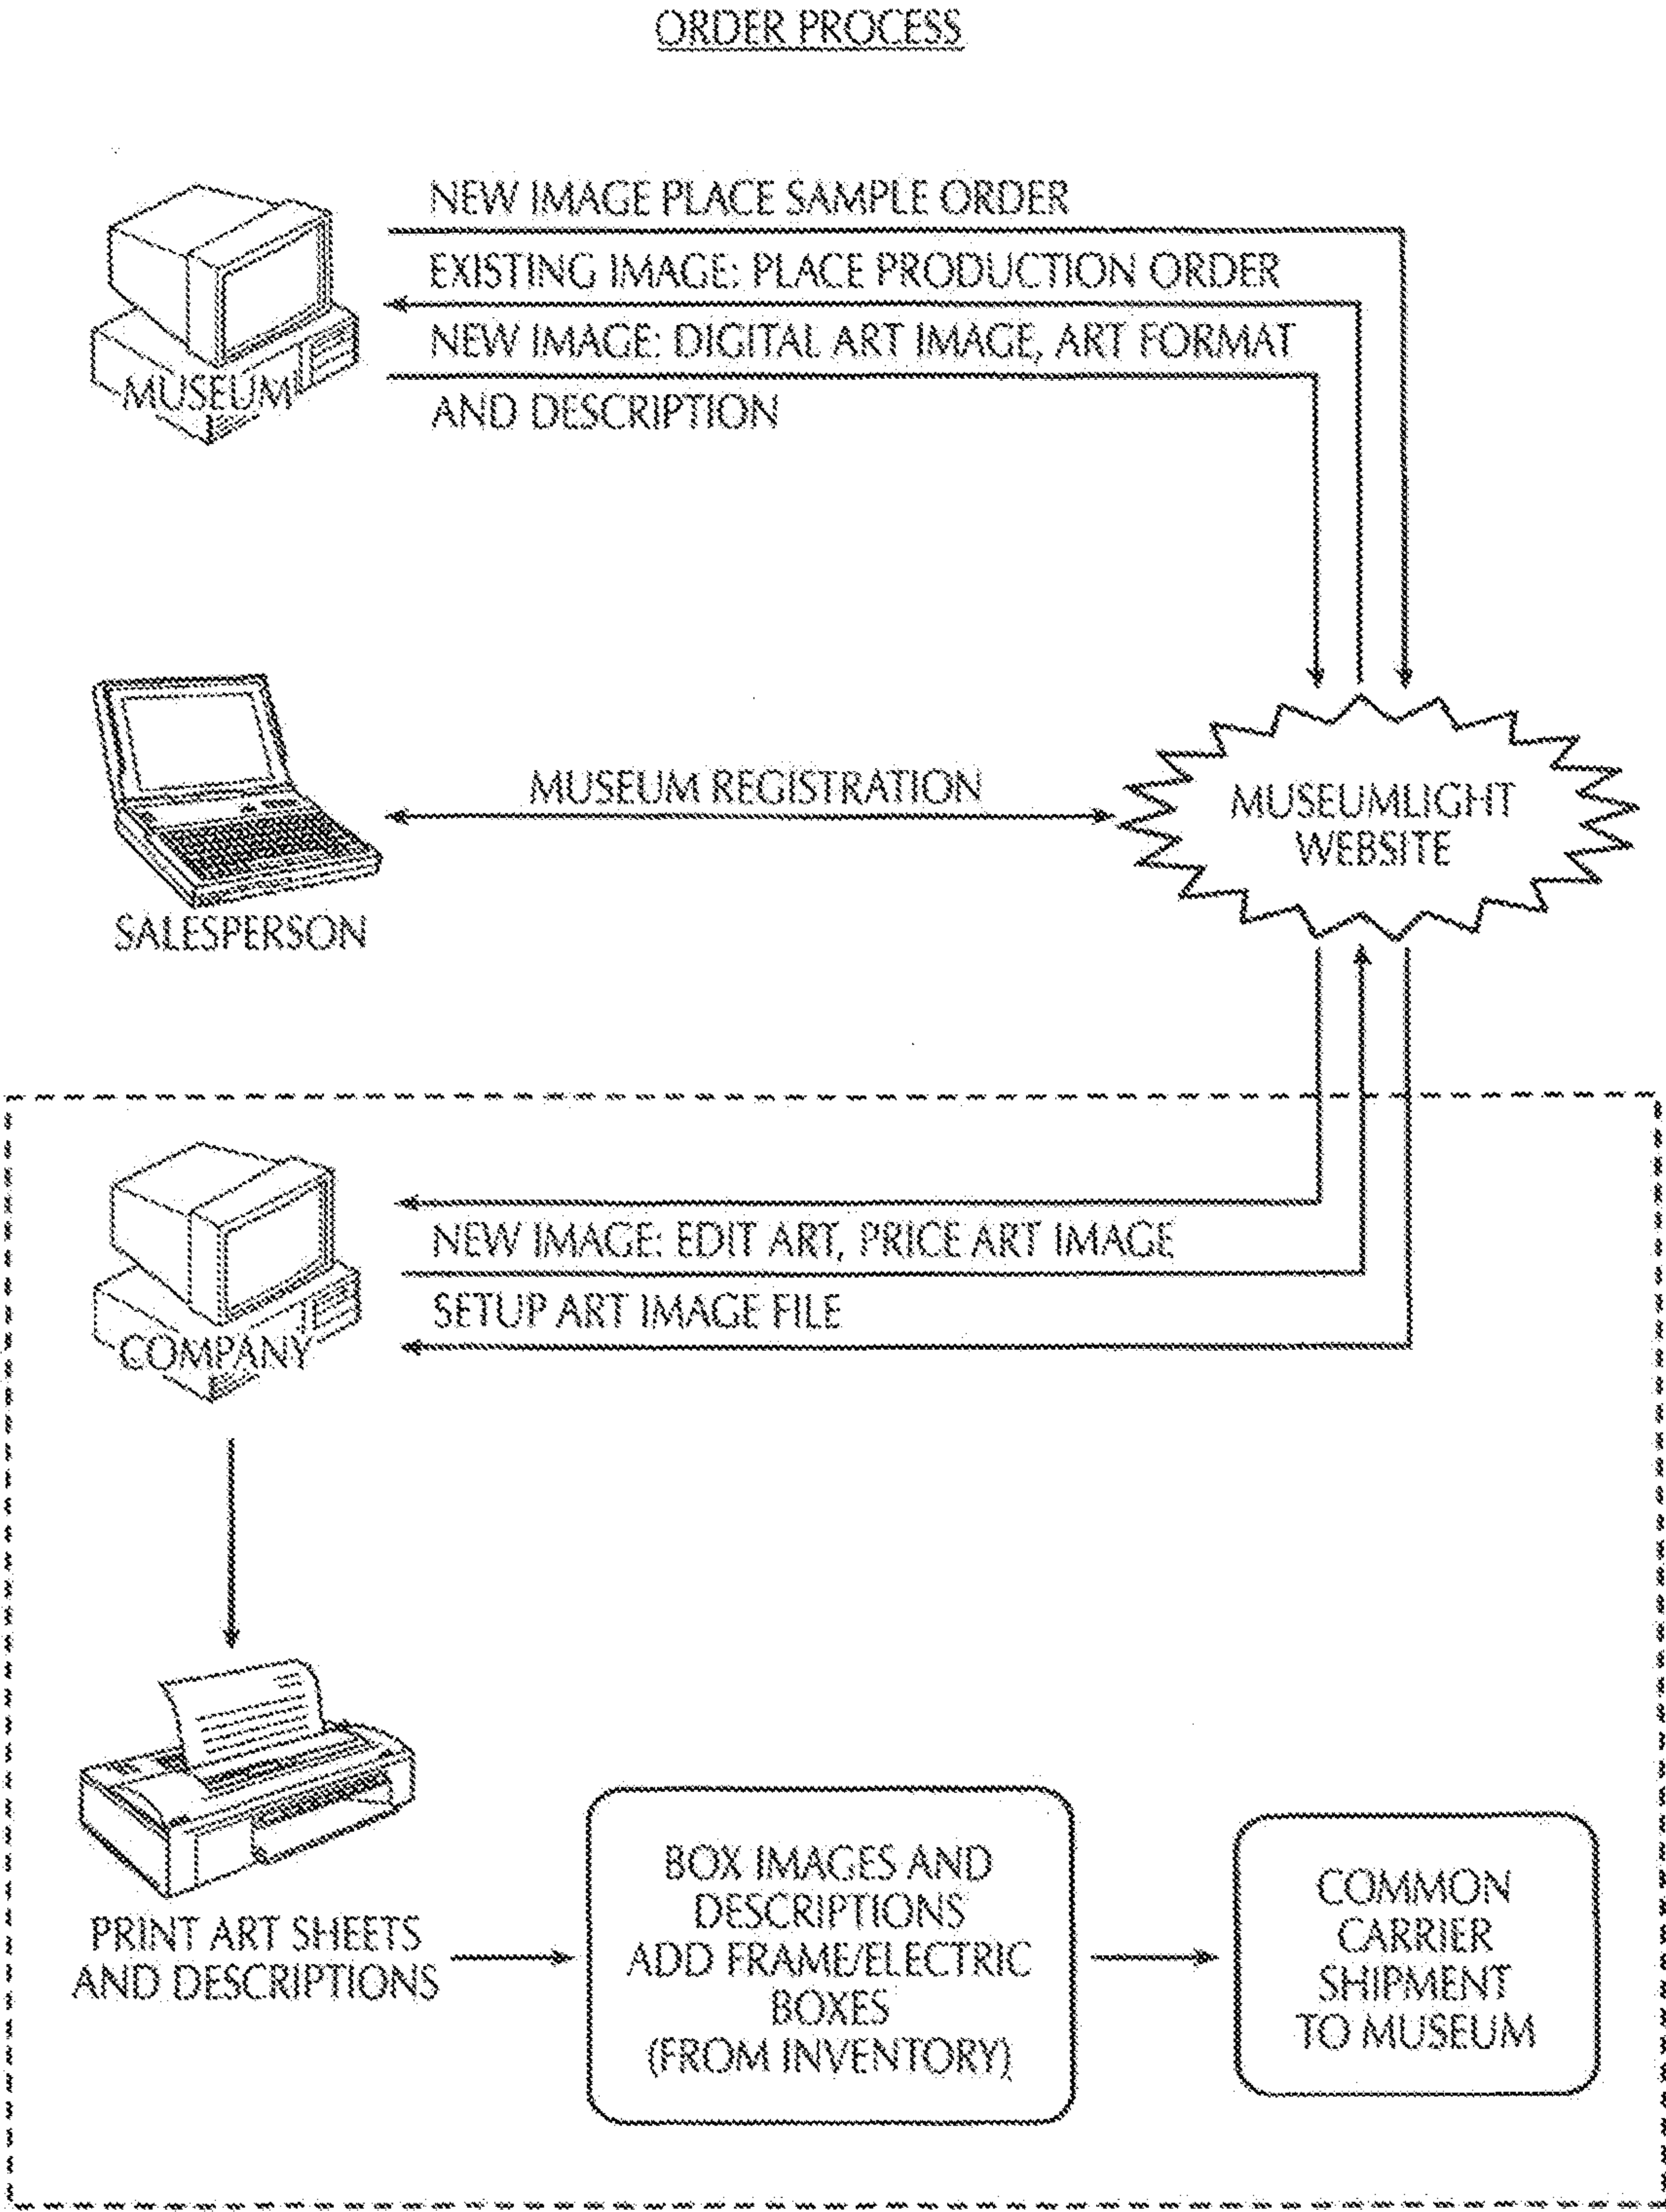 ORDER PROCESS
NEW IMAGE PLACE SAMPLE ORDER
EXISTING IMAGE: PLACE PRODUCTION ORDER
NEW IMAGE: DIGITAL ART IMAGE, ART FORMAT
AND DESCRIPTION
MUSEUM
MUSEUM REGISTRATION
MUSEUMLIGHT
WEBSITE
SALESPERSON
NEW IMAGE: EDIT ART, PRICE ART IMAGE
SETUP ART IMAGE FILE
COMPANY
PRINT ART SHEETS
AND DESCRIPTIONS
BOX IMAGES AND
DESCRIPTIONS
ADD FRAME/ELECTRIC
BOXES
(FROM INVENTORY)
COMMON
CARRIER
SHIPMENT
TO MUSEUM